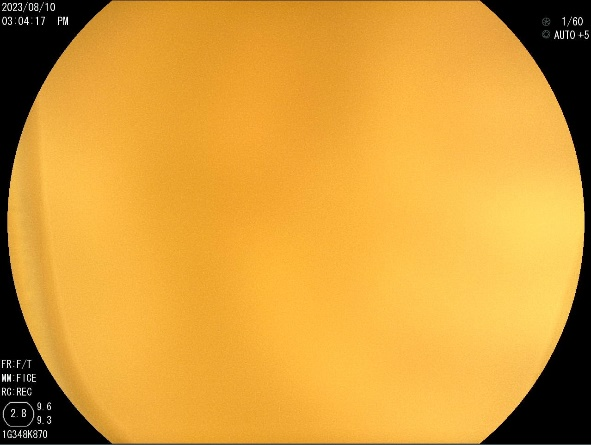 2023/08/10
03:04:17 PM
1/60
AUTO +5
FR:F/T
MM:FICE
RG:REC
2.8 9.6
9.3
1G348K870